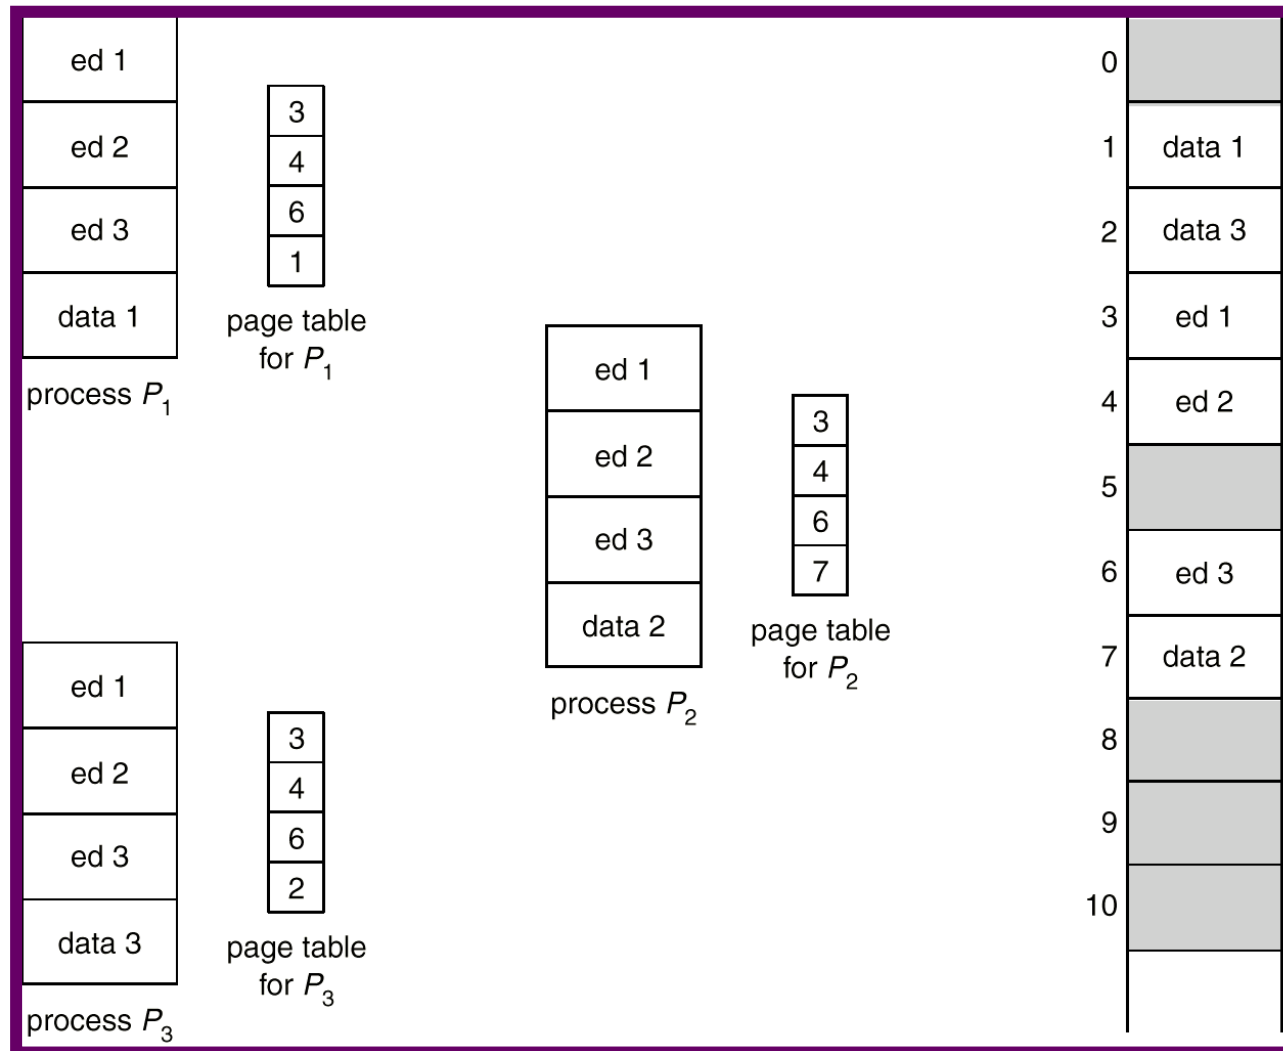 ed 1
ed 2
ed 3
data 1
process P1
3
4
6
1
page table
for P1
ed 1
ed 2
ed 3
data 2
process P2
3
4
6
7
page table
for P2
ed 1
ed 2
ed 3
data 3
process P3
3
4
6
2
page table
for P3
0
1 data 1
2 data 3
3 ed 1
4 ed 2
5
6 ed 3
7 data 2
8
9
10